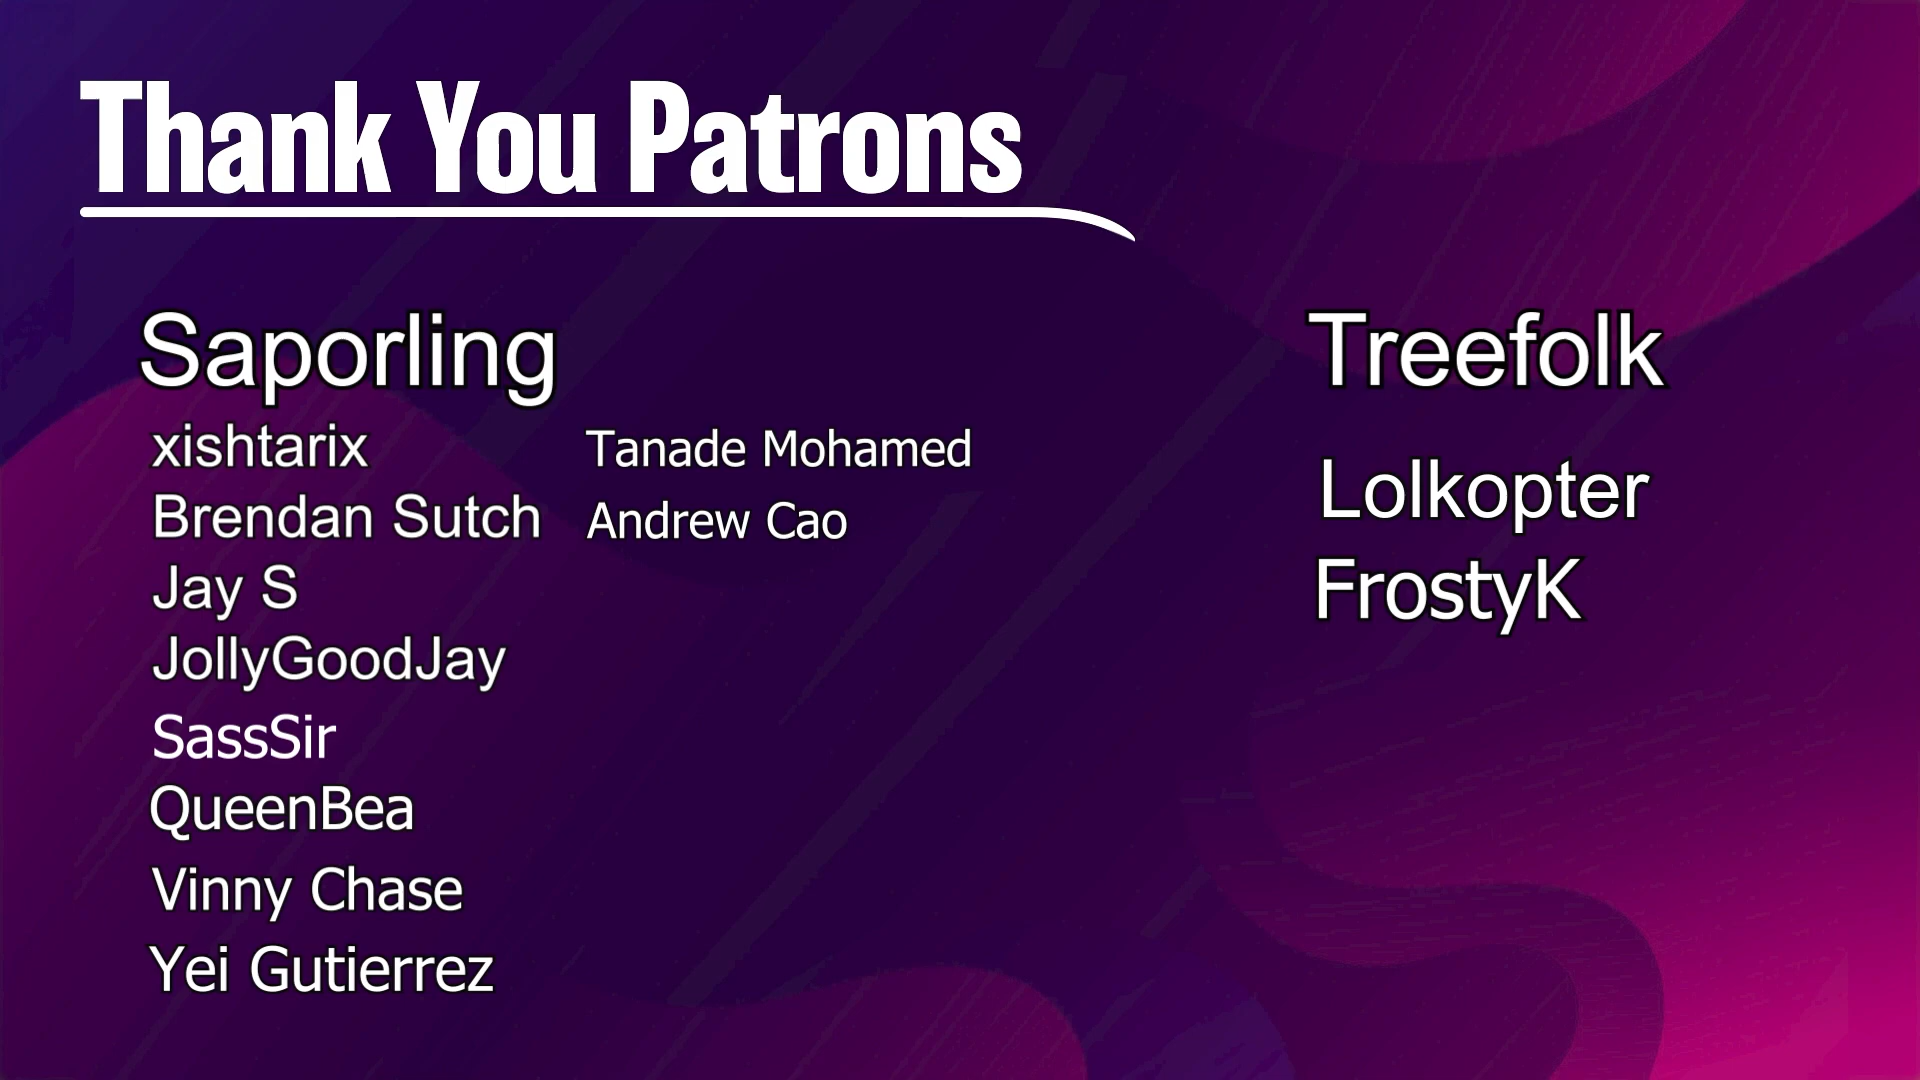 Thank You Patrons
Saporling
xishtarix
Brendan Sutch
Jay S
JollyGoodJay
SassSir
QueenBea
Vinny Chase
Yei Gutierrez
Tanade Mohamed
Andrew Cao
Treefolk
Lolkopter
FrostyK